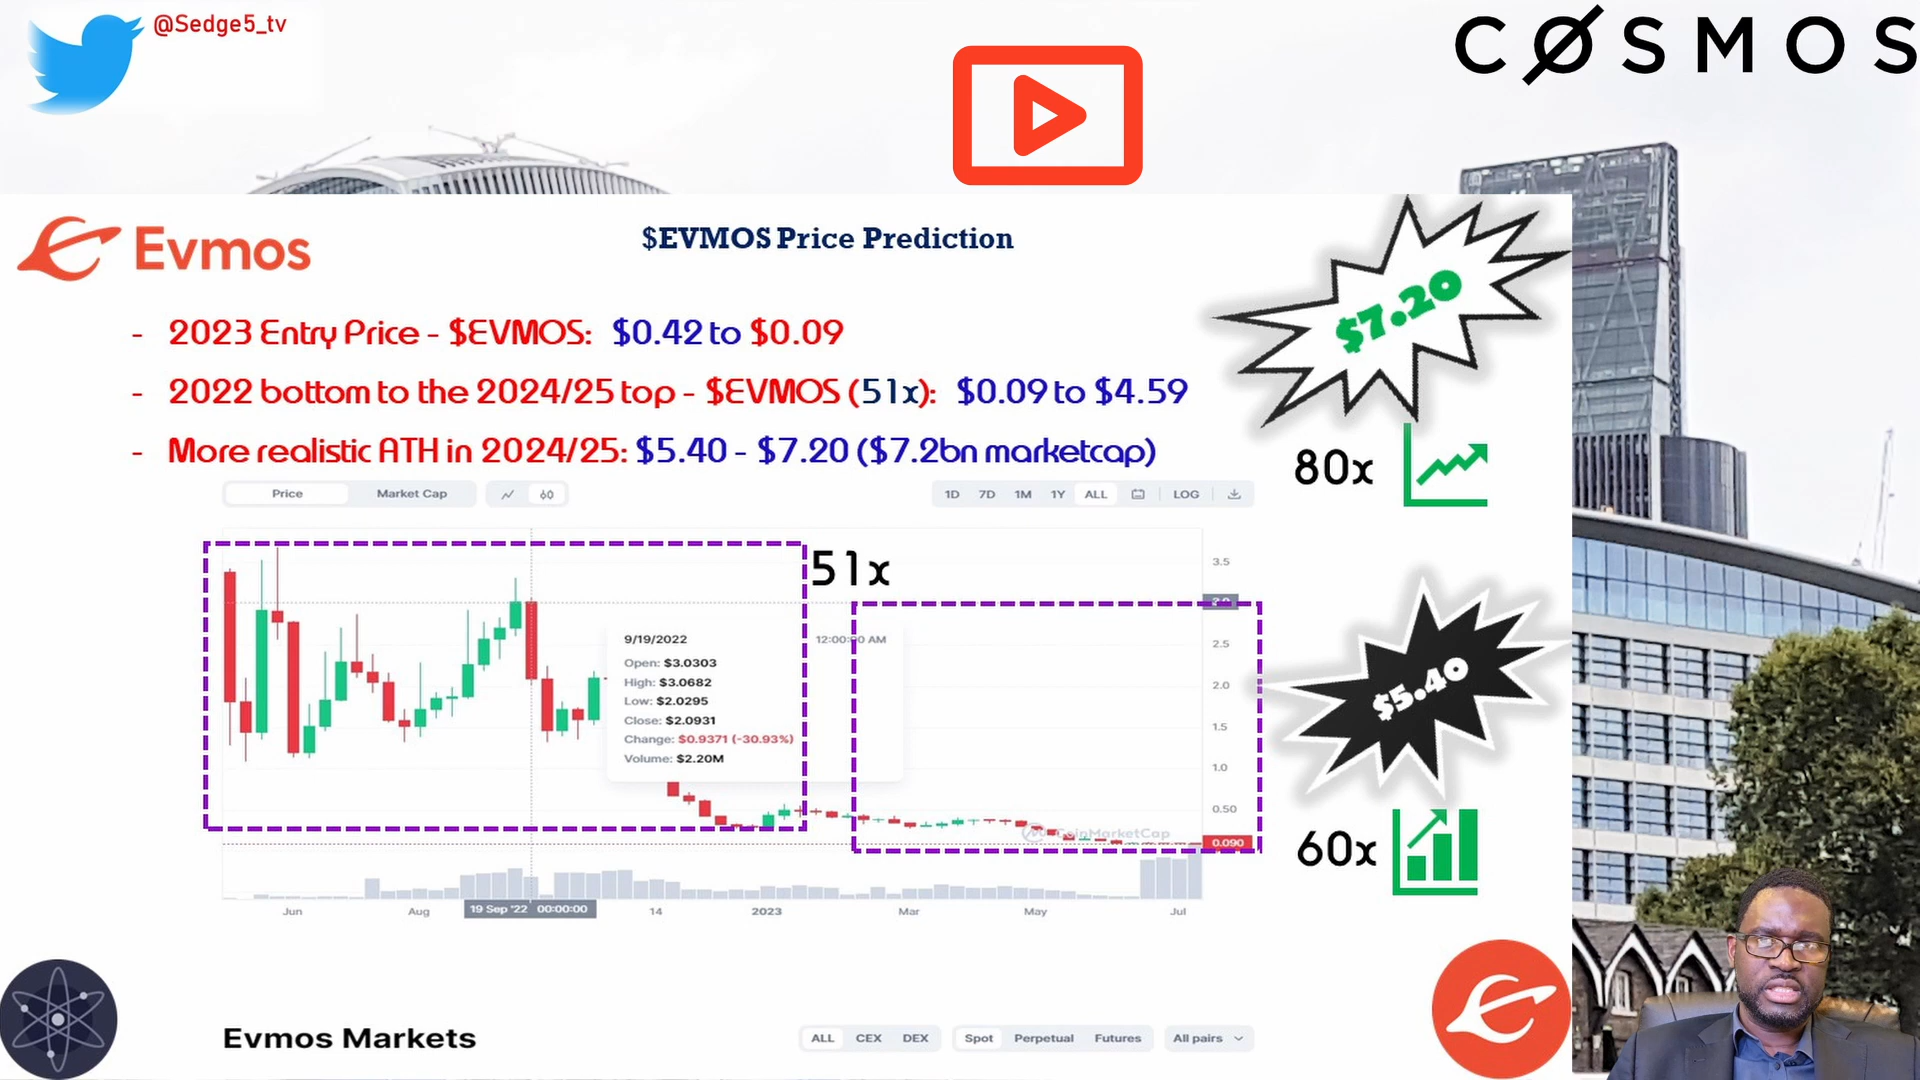 @Sedge5_tv
COSMOS
Evmos
$EVMOS Price Prediction
$7.20
- 2023 Entry Price - $EVMOS: $0.42 to $0.09
- 2022 bottom to the 2024/25 top - $EVMOS (51x): $0.09 to $4.59
- More realistic ATH in 2024/25: $5.40 - $7.20 ($7.2bn marketcap)
80x
Price Market Cap
1D 7D 1M 1Y ALL LOG
51x
3.5
2.5
2.0
1.5
1.0
0.50
0.090
9/19/2022 12:00:00 AM
Open: $3.0303
High: $3.0682
Low: $2.0295
Close: $2.0931
Change: $0.9371 (-30.93%)
Volume: $2.20M
CoinMarketCap
$5.40
60x
Jun Aug 19 Sep '22 00:00:00 14 2023 Mar May Jul
Evmos Markets
ALL CEX DEX Spot Perpetual Futures All pairs